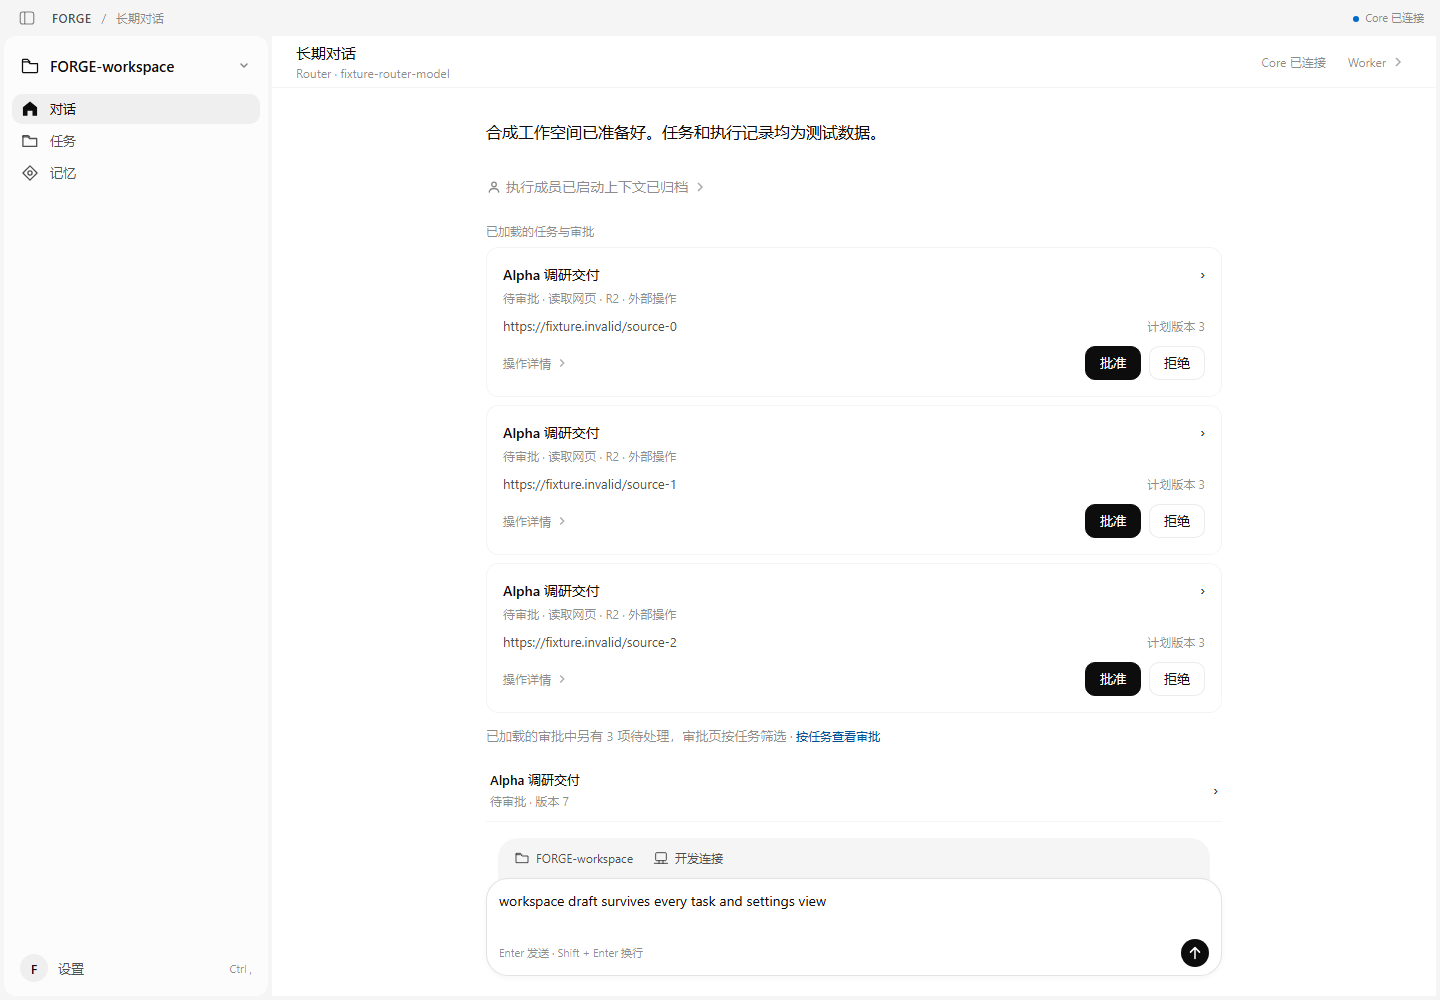 FORGE / 长期对话
Core 已连接
FORGE-workspace
对话
任务
记忆
F 设置 Ctrl ,
长期对话
Router · fixture-router-model
Core 已连接 Worker
合成工作空间已准备好。任务和执行记录均为测试数据。
执行成员已启动上下文已归档
已加载的任务与审批
Alpha 调研交付
待审批 · 读取网页 · R2 · 外部操作
https://fixture.invalid/source-0 计划版本 3
操作详情 批准 拒绝
Alpha 调研交付
待审批 · 读取网页 · R2 · 外部操作
https://fixture.invalid/source-1 计划版本 3
操作详情 批准 拒绝
Alpha 调研交付
待审批 · 读取网页 · R2 · 外部操作
https://fixture.invalid/source-2 计划版本 3
操作详情 批准 拒绝
已加载的审批中另有 3 项待处理，审批页按任务筛选 · 按任务查看审批
Alpha 调研交付
待审批 · 版本 7
FORGE-workspace 开发连接
workspace draft survives every task and settings view
Enter 发送 · Shift + Enter 换行